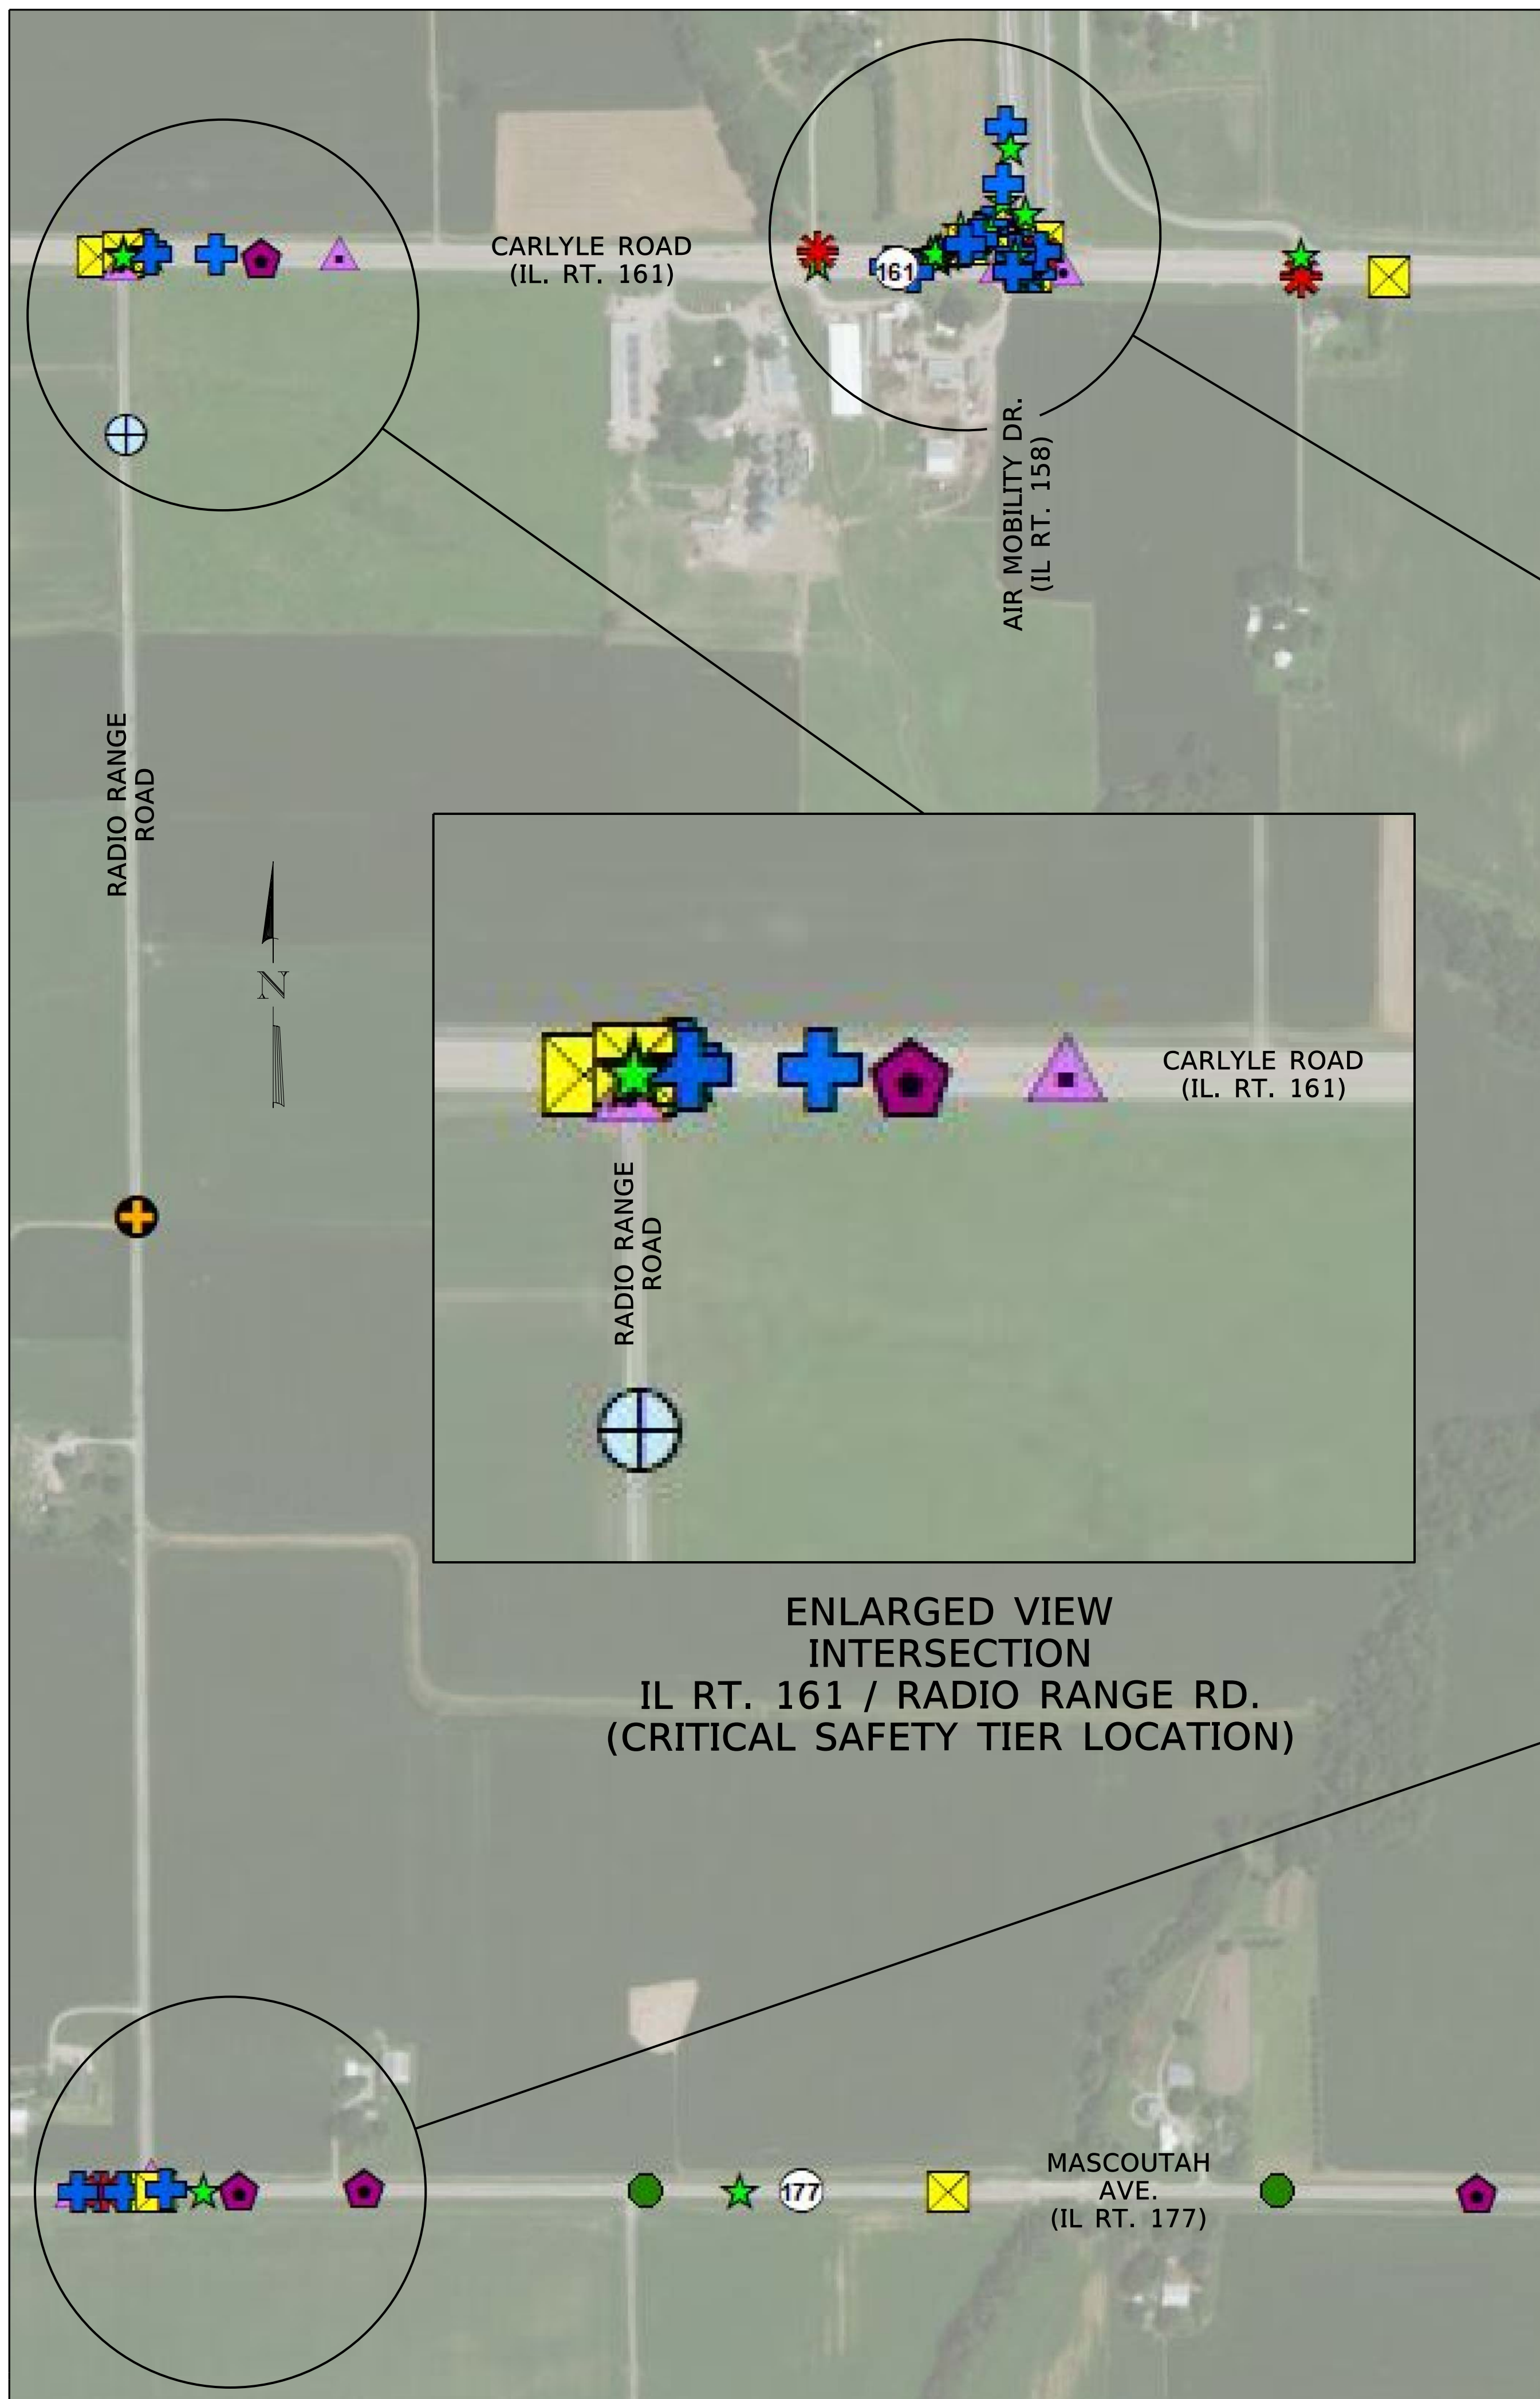 CARLYLE ROAD
(IL. RT. 161)
161
AIR MOBILITY DR.
(IL RT. 158)
RADIO RANGE
ROAD
N
CARLYLE ROAD
(IL. RT. 161)
RADIO RANGE
ROAD
ENLARGED VIEW
INTERSECTION
IL RT. 161 / RADIO RANGE RD.
(CRITICAL SAFETY TIER LOCATION)
177
MASCOUTAH
AVE.
(IL RT. 177)